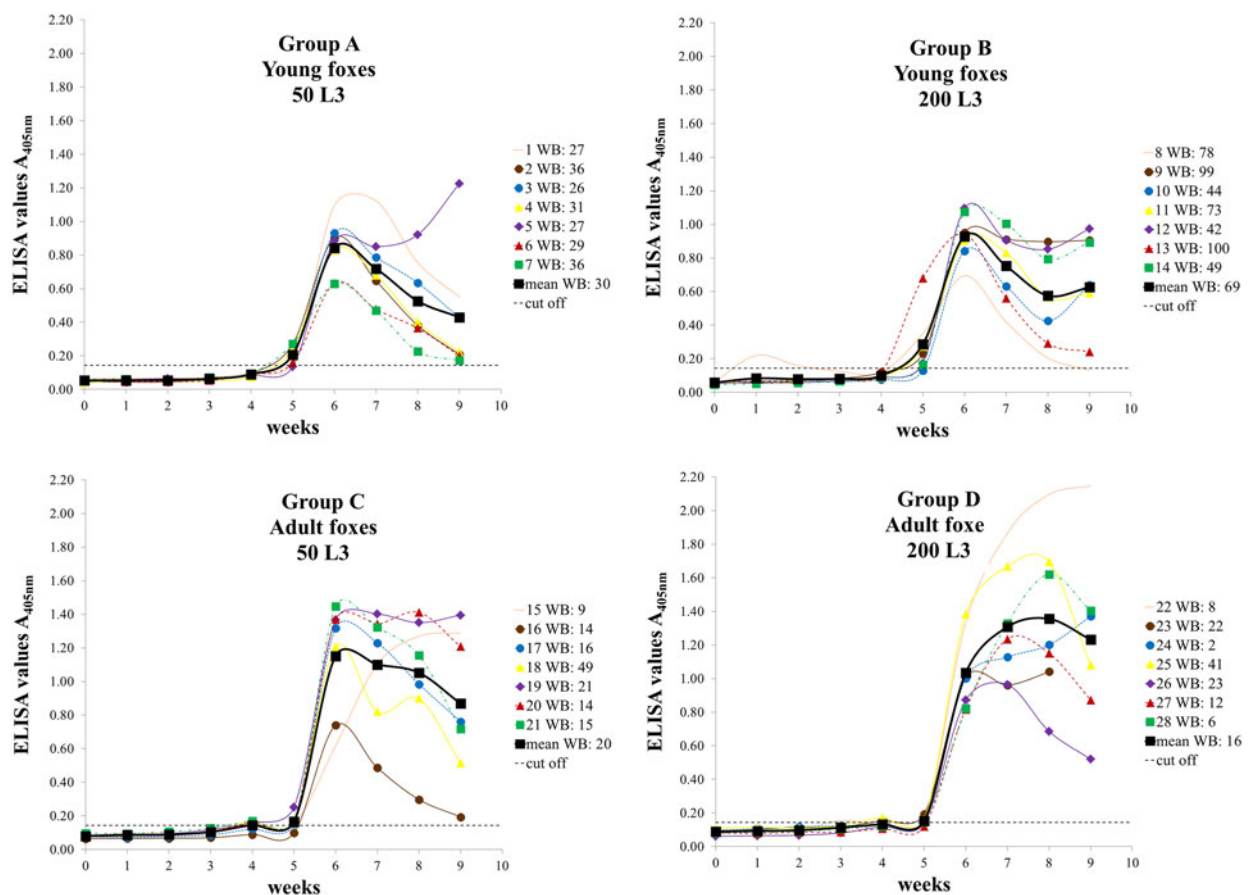 Group A
Young foxes
50 L3
ELISA values A405nm
2.20
2.00
1.80
1.60
1.40
1.20
1.00
0.80
0.60
0.40
0.20
0.00
0 1 2 3 4 5 6 7 8 9 10
weeks
1 WB: 27
2 WB: 36
3 WB: 26
4 WB: 31
5 WB: 27
6 WB: 29
7 WB: 36
mean WB: 30
cut off
Group B
Young foxes
200 L3
ELISA values A405nm
2.20
2.00
1.80
1.60
1.40
1.20
1.00
0.80
0.60
0.40
0.20
0.00
0 1 2 3 4 5 6 7 8 9 10
weeks
8 WB: 78
9 WB: 99
10 WB: 44
11 WB: 73
12 WB: 42
13 WB: 100
14 WB: 49
mean WB: 69
cut off
Group C
Adult foxes
50 L3
ELISA values A405nm
2.20
2.00
1.80
1.60
1.40
1.20
1.00
0.80
0.60
0.40
0.20
0.00
0 1 2 3 4 5 6 7 8 9 10
weeks
15 WB: 9
16 WB: 14
17 WB: 16
18 WB: 49
19 WB: 21
20 WB: 14
21 WB: 15
mean WB: 20
cut off
Group D
Adult foxe
200 L3
ELISA values A405nm
2.20
2.00
1.80
1.60
1.40
1.20
1.00
0.80
0.60
0.40
0.20
0.00
0 1 2 3 4 5 6 7 8 9 10
weeks
22 WB: 8
23 WB: 22
24 WB: 2
25 WB: 41
26 WB: 23
27 WB: 12
28 WB: 6
mean WB: 16
cut off